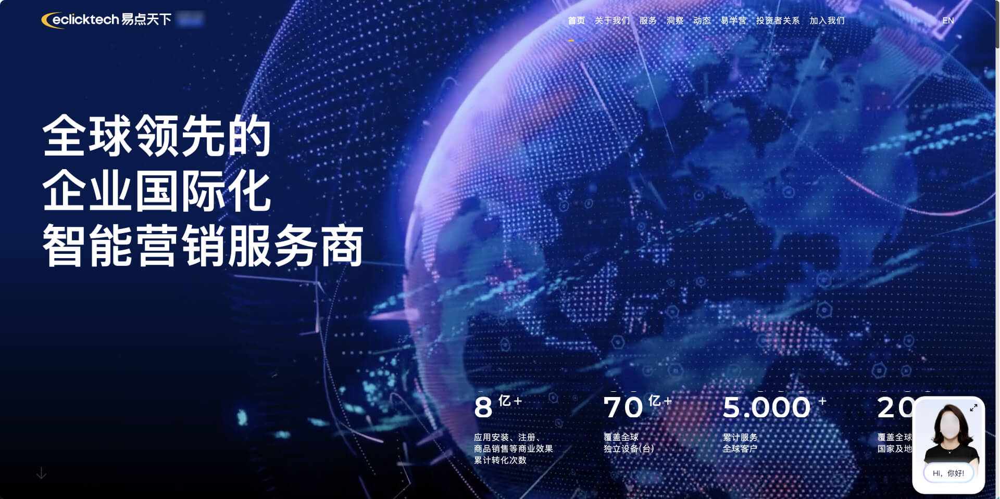 eclicktech 易点天下
首页 关于我们 服务 洞察 动态 易学营 投资者关系 加入我们 EN
全球领先的
企业国际化
智能营销服务商
8 亿+
应用安装、注册、
商品销售等商业效果
累计转化次数
70 亿+
覆盖全球
独立设备(台)
5.000 +
累计服务
全球客户
20
覆盖全球
国家及地
Hi，你好!